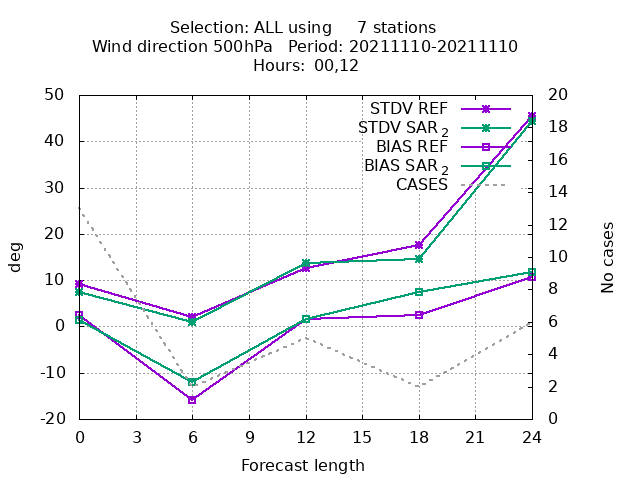 Selection: ALL using     7 stations
Wind direction 500hPa   Period: 20211110-20211110
Hours: 00,12
STDV REF
STDV SAR 2
BIAS REF
BIAS SAR 2
CASES
50
40
30
20
10
0
-10
-20
20
18
16
14
12
10
8
6
4
2
0
deg
No cases
0 3 6 9 12 15 18 21 24
Forecast length